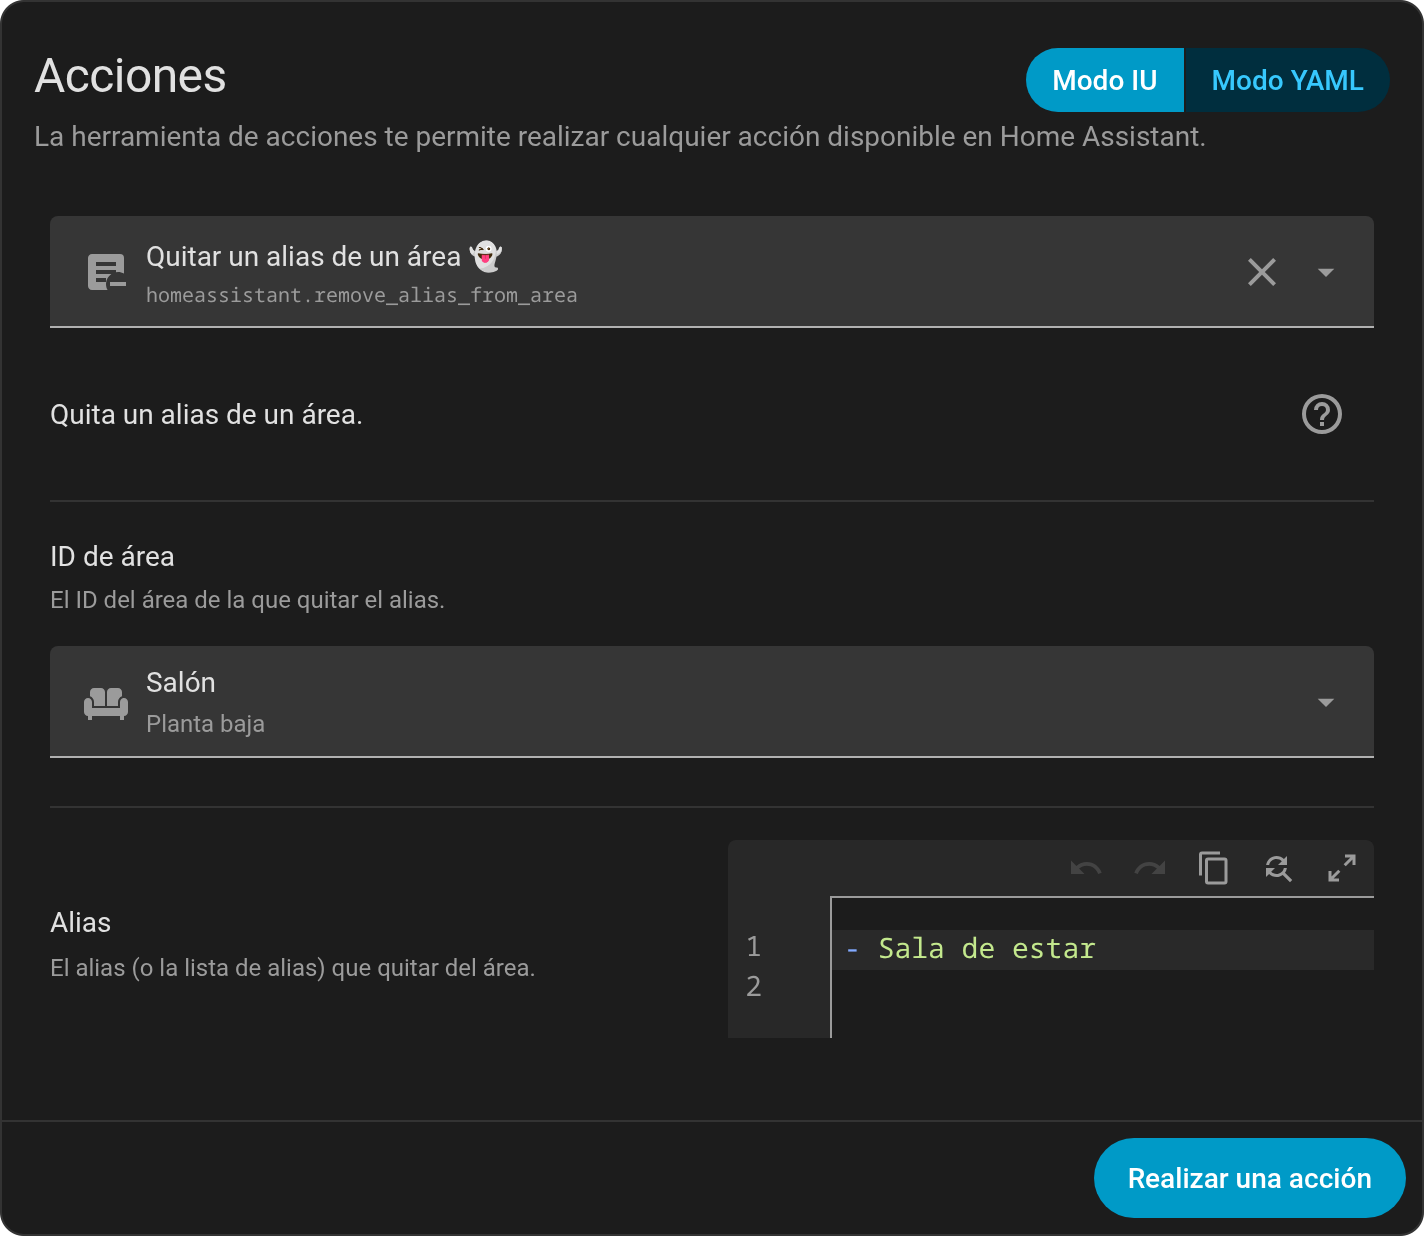 Acciones
Modo IU
Modo YAML
La herramienta de acciones te permite realizar cualquier acción disponible en Home Assistant.
Quitar un alias de un área 👻
homeassistant.remove_alias_from_area
Quita un alias de un área.
ID de área
El ID del área de la que quitar el alias.
Salón
Planta baja
Alias
El alias (o la lista de alias) que quitar del área.
1
- Sala de estar
2
Realizar una acción